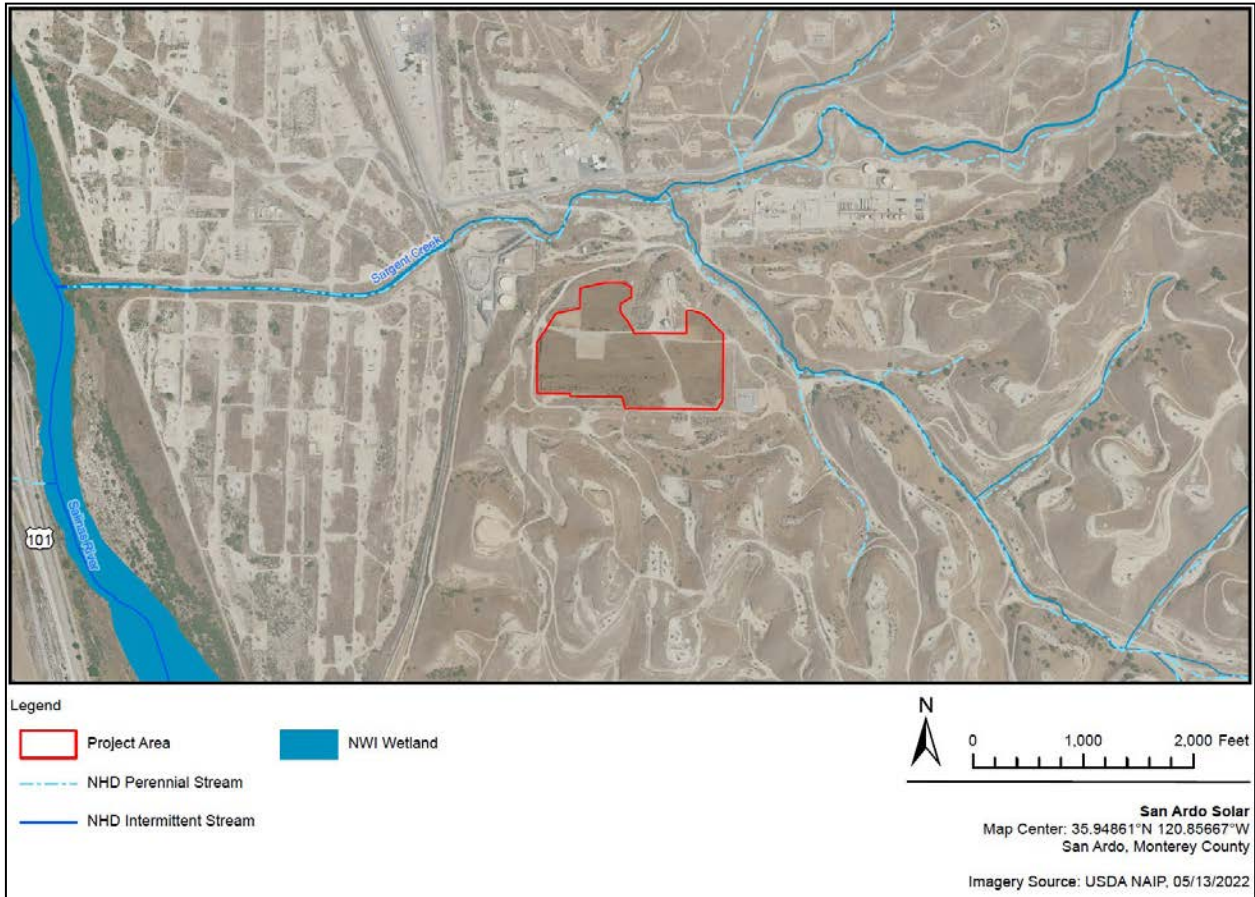 Sargent Creek
101
Salinas River
Legend
Project Area
NWI Wetland
NHD Perennial Stream
NHD Intermittent Stream
N
0 1,000 2,000 Feet
San Ardo Solar
Map Center: 35.94861°N 120.85667°W
San Ardo, Monterey County
Imagery Source: USDA NAIP, 05/13/2022